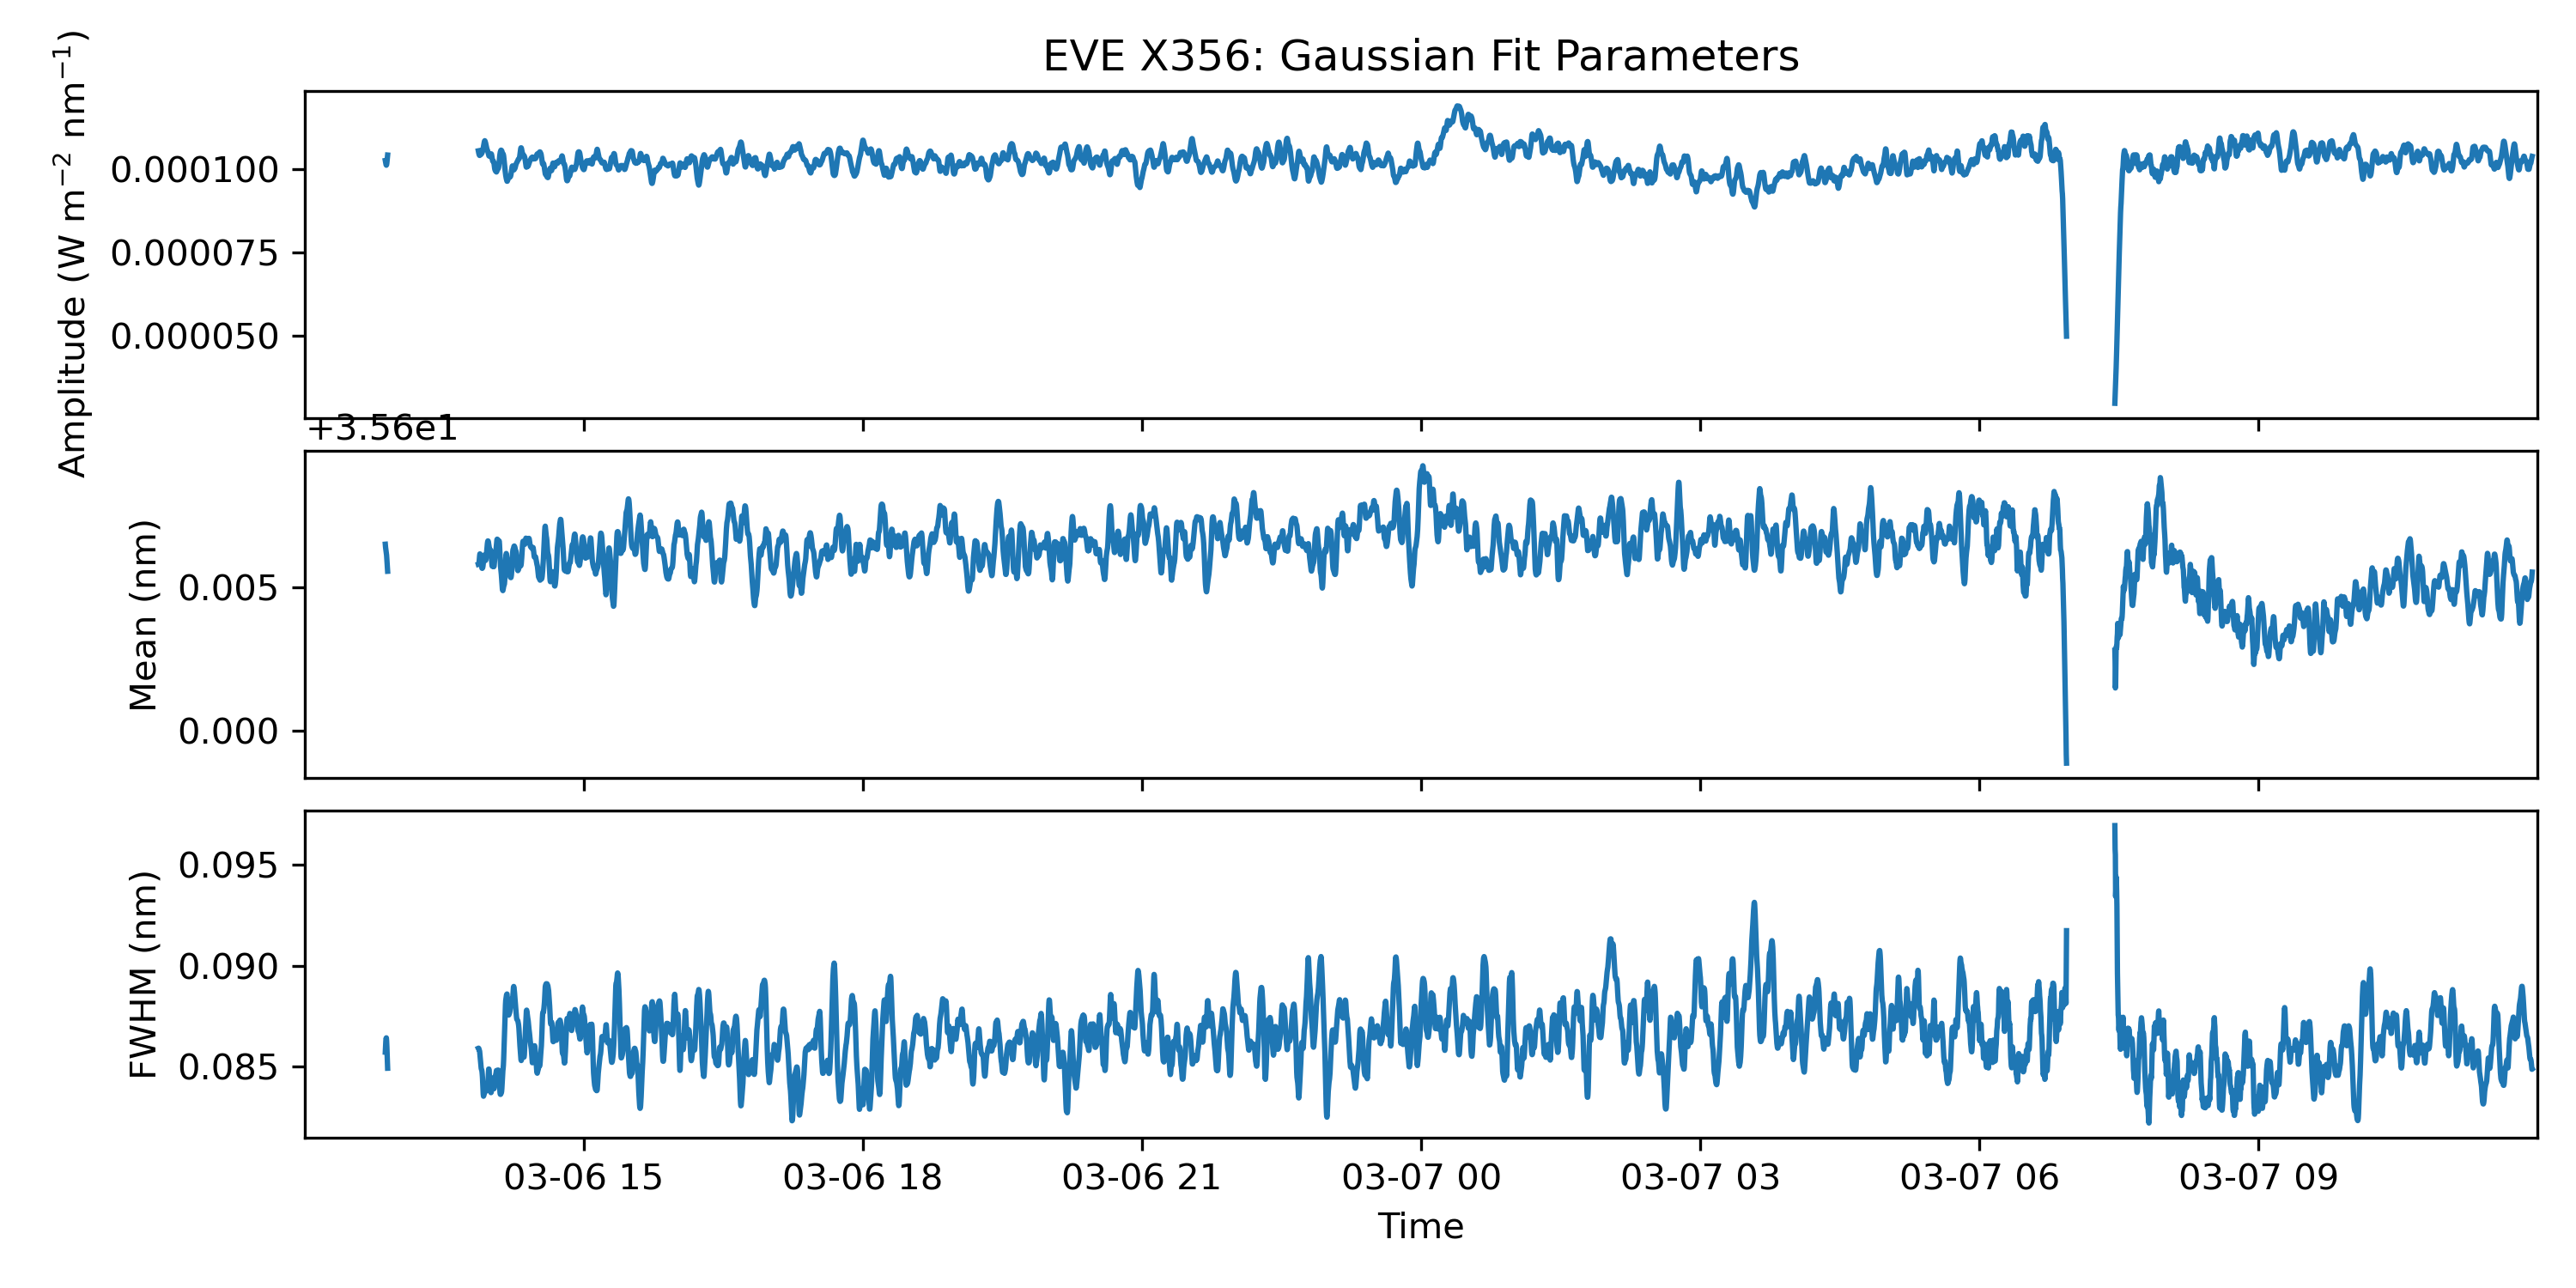 EVE X356: Gaussian Fit Parameters
Amplitude (W m⁻² nm⁻¹)
0.000100
0.000075
0.000050
+3.56e1
Mean (nm)
0.005
0.000
FWHM (nm)
0.095
0.090
0.085
03-06 15
03-06 18
03-06 21
03-07 00
03-07 03
03-07 06
03-07 09
Time